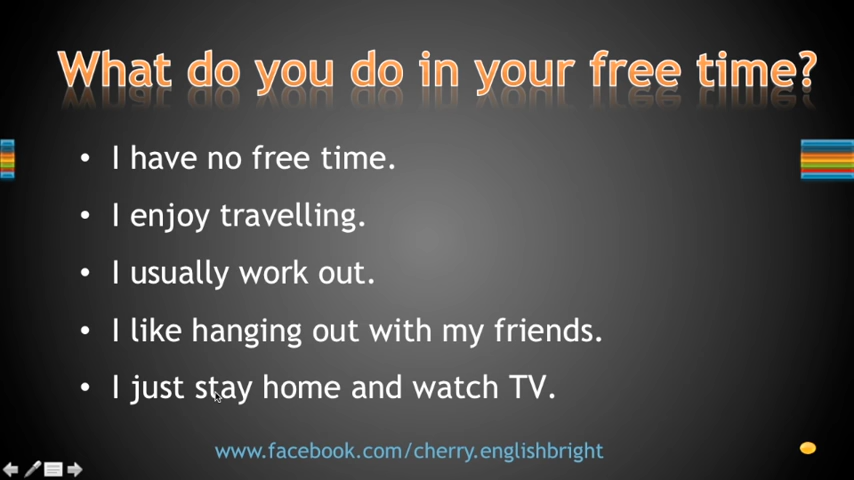 What do you do in your free time?
• I have no free time.
• I enjoy travelling.
• I usually work out.
• I like hanging out with my friends.
• I just stay home and watch TV.
www.facebook.com/cherry.englishbright